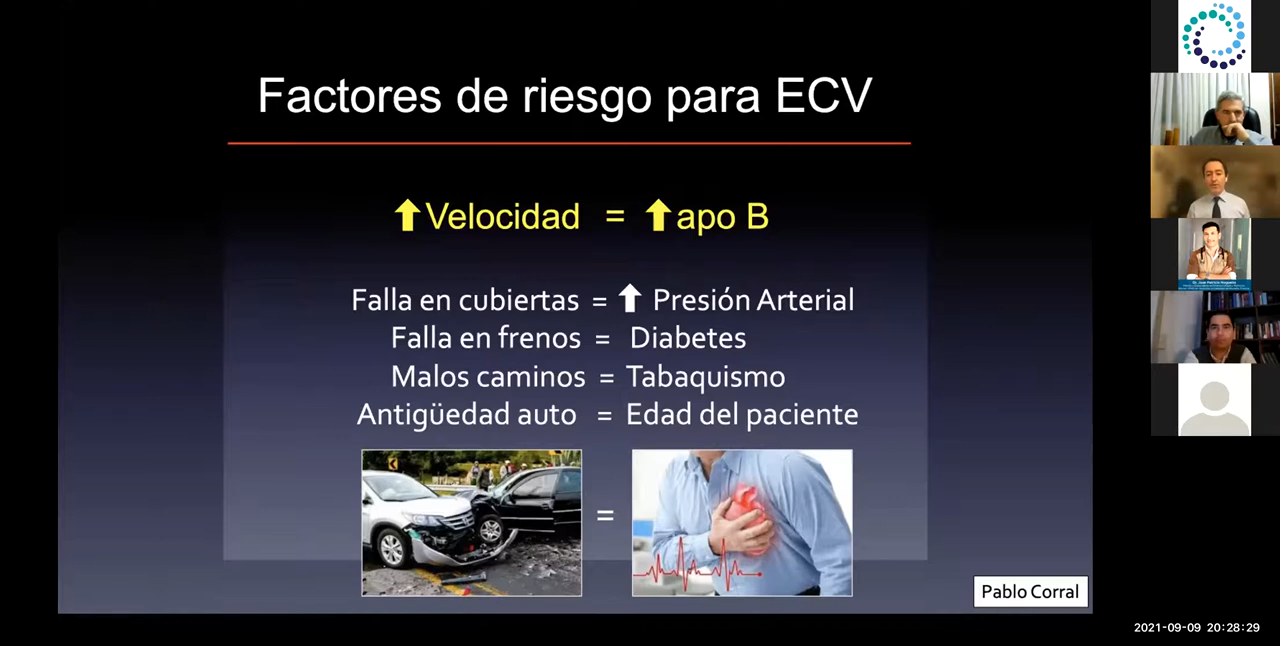 Factores de riesgo para ECV
⬆Velocidad = ⬆apo B
Falla en cubiertas = ⬆ Presión Arterial
Falla en frenos = Diabetes
Malos caminos = Tabaquismo
Antigüedad auto = Edad del paciente
=
Pablo Corral
2021-09-09 20:28:29